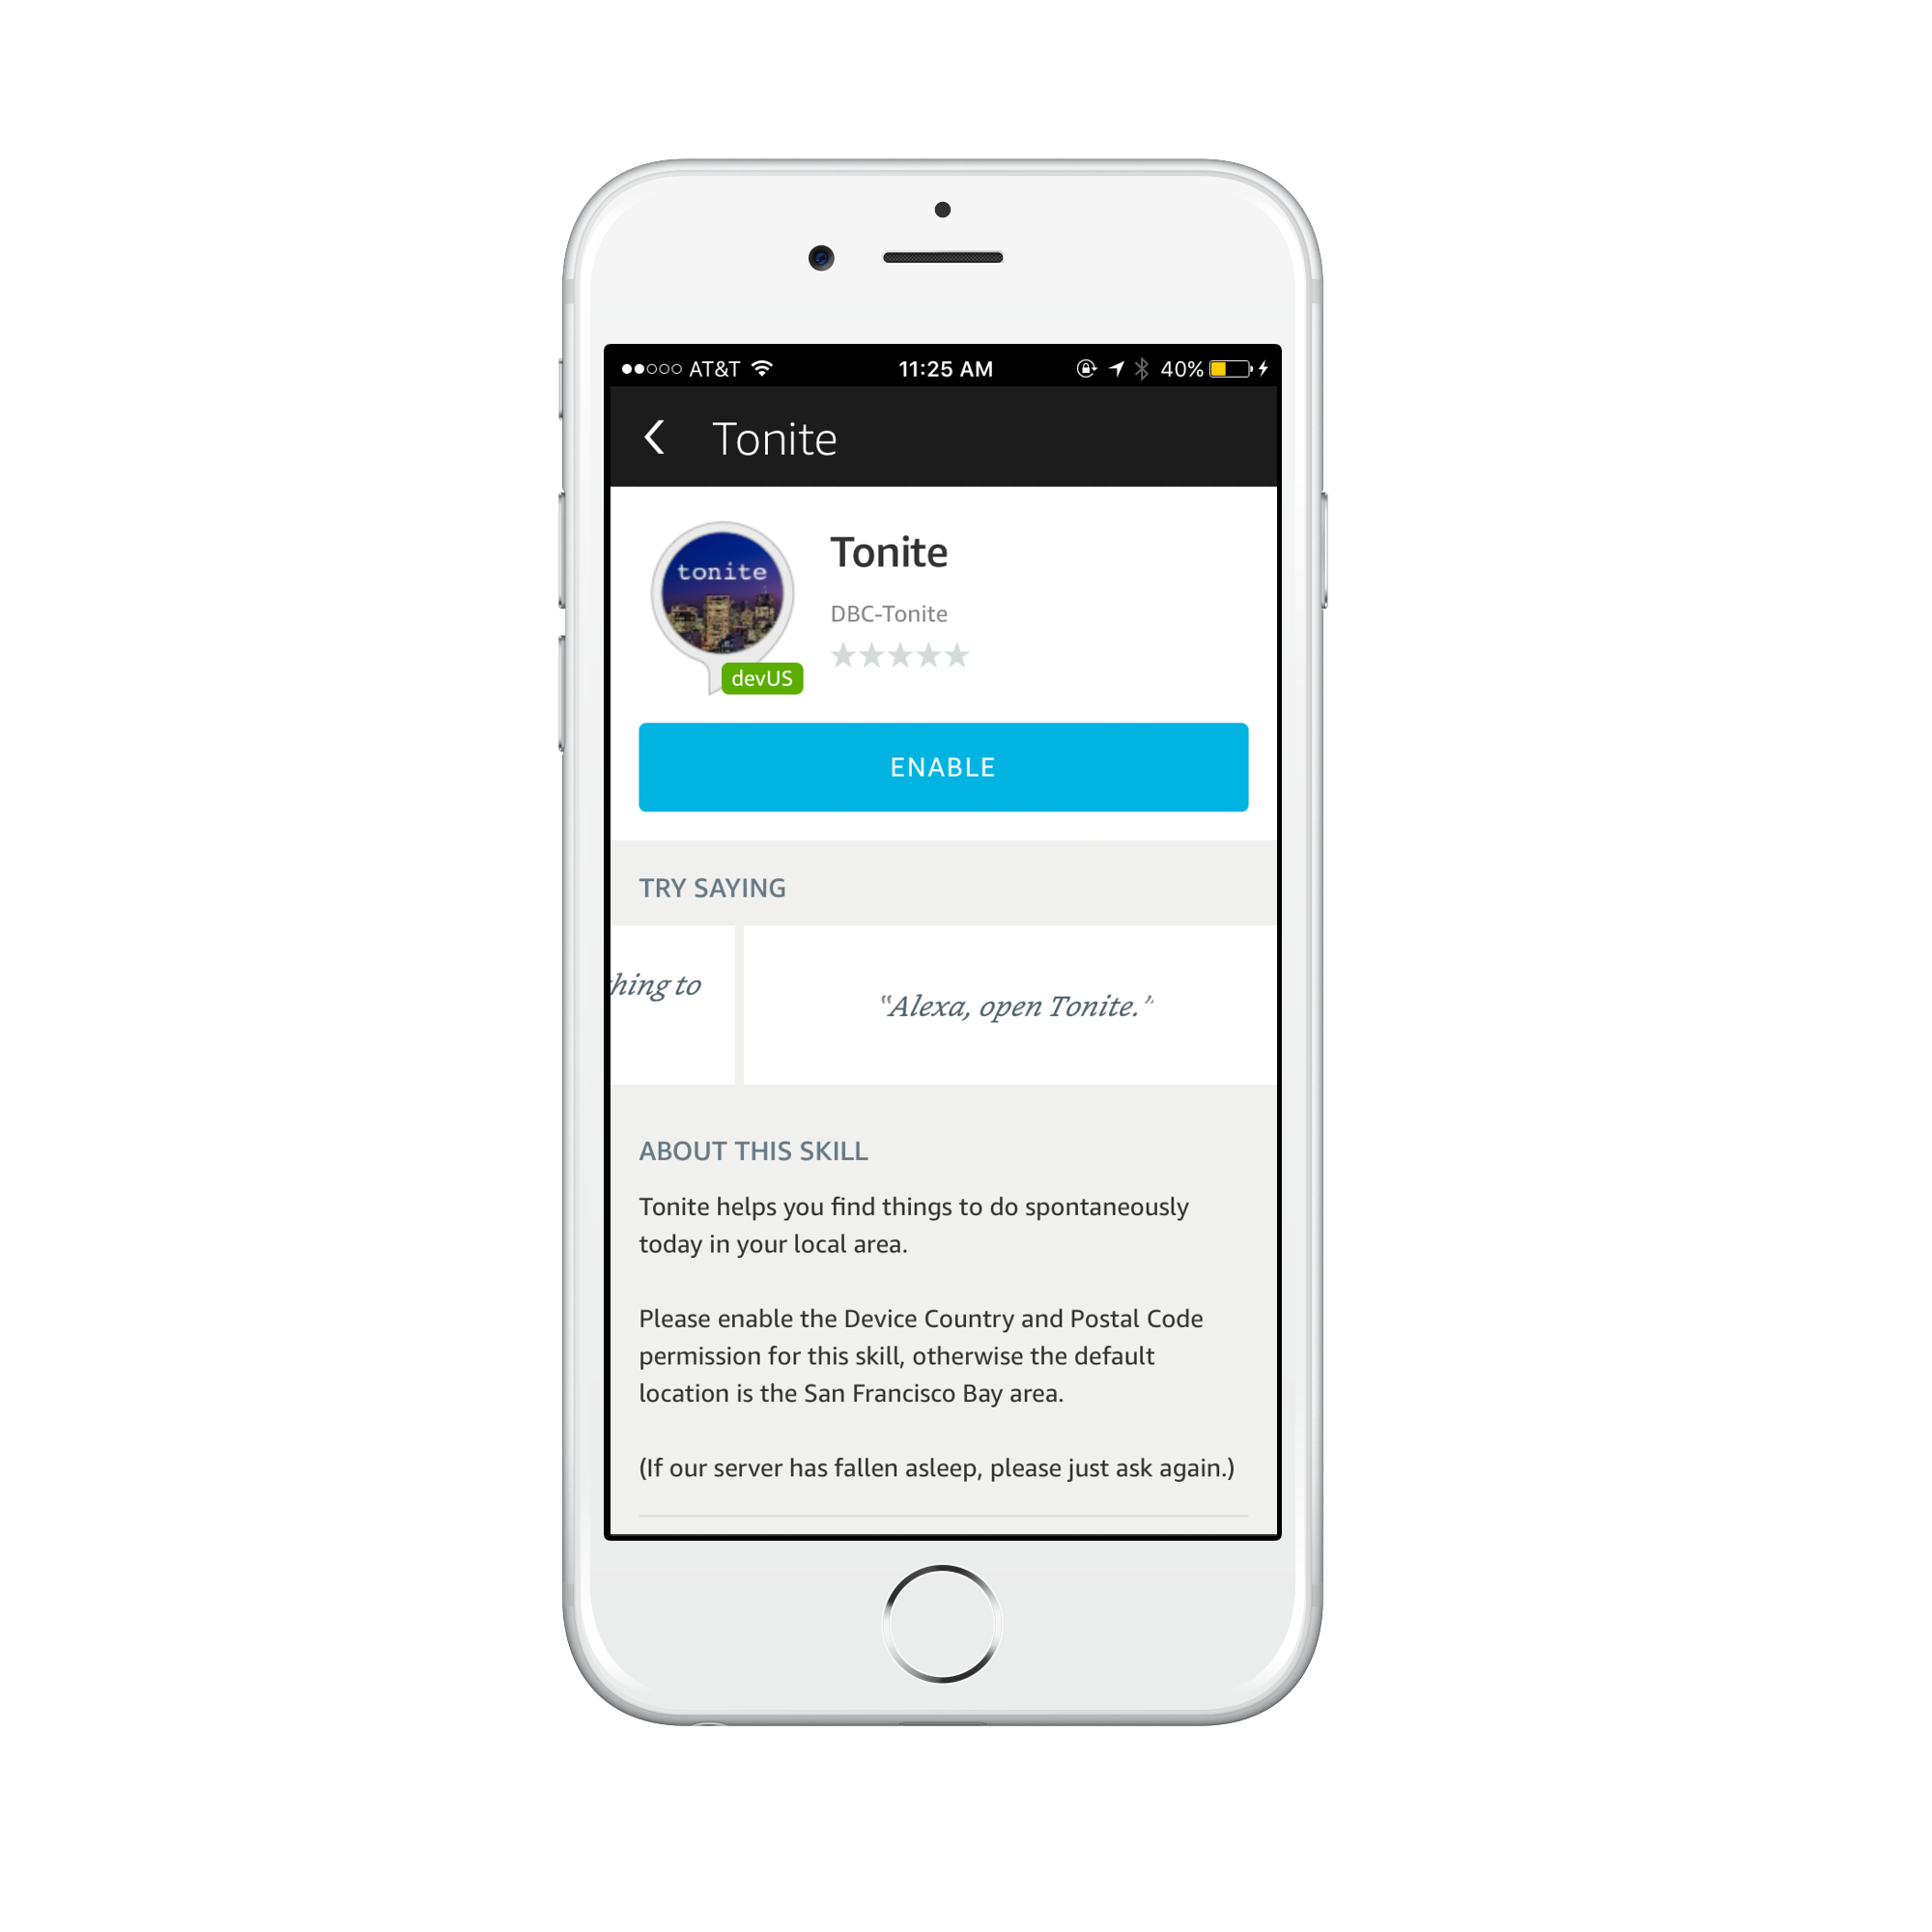 AT&T 11:25 AM 40%
Tonite
tonite
devUS
Tonite
DBC-Tonite
ENABLE
TRY SAYING
hing to
“Alexa, open Tonite.”
ABOUT THIS SKILL
Tonite helps you find things to do spontaneously
today in your local area.
Please enable the Device Country and Postal Code
permission for this skill, otherwise the default
location is the San Francisco Bay area.
(If our server has fallen asleep, please just ask again.)